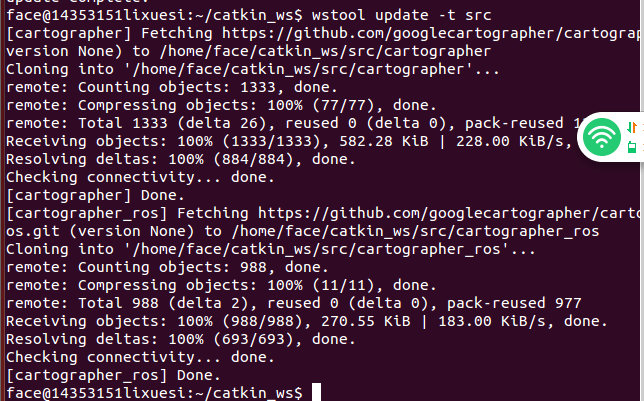 update complete.
face@14353151lixuesi:~/catkin_ws$ wstool update -t src
[cartographer] Fetching https://github.com/googlecartographer/cartograp
version None) to /home/face/catkin_ws/src/cartographer
Cloning into '/home/face/catkin_ws/src/cartographer'...
remote: Counting objects: 1333, done.
remote: Compressing objects: 100% (77/77), done.
remote: Total 1333 (delta 26), reused 0 (delta 0), pack-reused 1
Receiving objects: 100% (1333/1333), 582.28 KiB | 228.00 KiB/s,
Resolving deltas: 100% (884/884), done.
Checking connectivity... done.
[cartographer] Done.
[cartographer_ros] Fetching https://github.com/googlecartographer/carto
os.git (version None) to /home/face/catkin_ws/src/cartographer_ros
Cloning into '/home/face/catkin_ws/src/cartographer_ros'...
remote: Counting objects: 988, done.
remote: Compressing objects: 100% (11/11), done.
remote: Total 988 (delta 2), reused 0 (delta 0), pack-reused 977
Receiving objects: 100% (988/988), 270.55 KiB | 183.00 KiB/s, done.
Resolving deltas: 100% (693/693), done.
Checking connectivity... done.
[cartographer_ros] Done.
face@14353151lixuesi:~/catkin_ws$